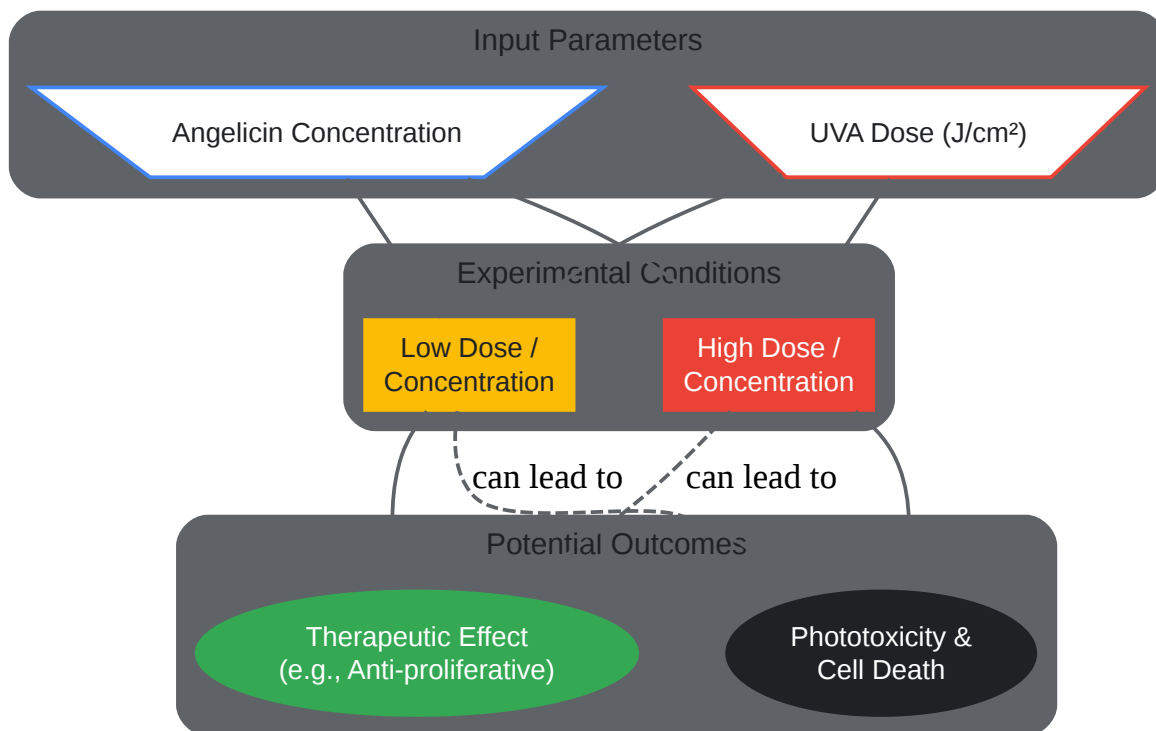 Input Parameters
Angelicin Concentration
UVA Dose (J/cm²)
Experimental Conditions
Low Dose /
Concentration
High Dose /
Concentration
can lead to
can lead to
Potential Outcomes
Therapeutic Effect
(e.g., Anti-proliferative)
Phototoxicity &
Cell Death